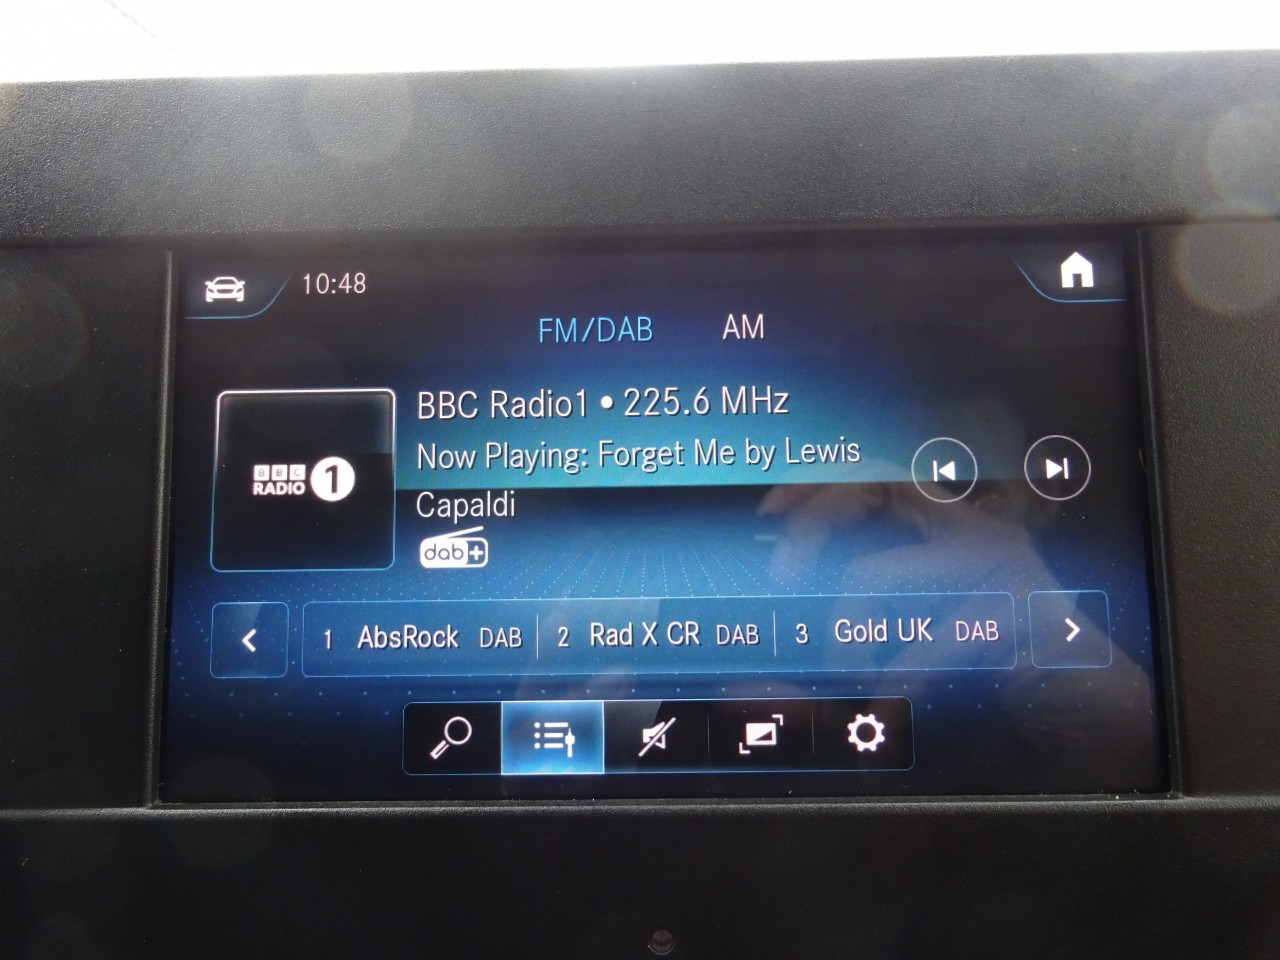 10:48
FM/DAB AM
BBC Radio1 • 225.6 MHz
Now Playing: Forget Me by Lewis
Capaldi
BBC
RADIO 1
dab+
1 AbsRock DAB 2 Rad X CR DAB 3 Gold UK DAB